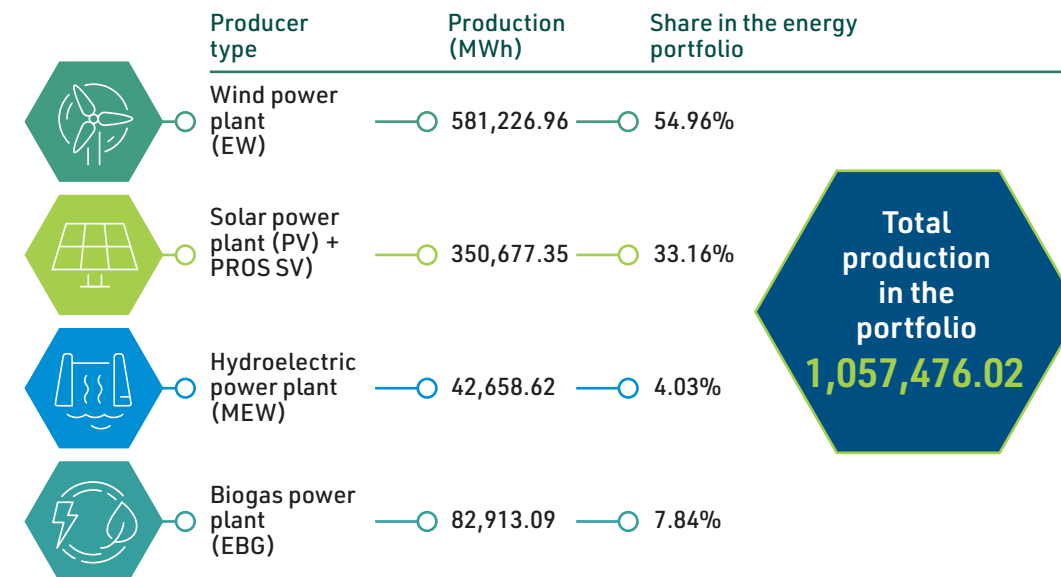 Producer
type
Production
(MWh)
Share in the energy
portfolio
Wind power
plant
(EW)
581,226.96
54.96%
Solar power
plant (PV) +
PROS SV)
350,677.35
33.16%
Hydroelectric
power plant
(MEW)
42,658.62
4.03%
Biogas power
plant
(EBG)
82,913.09
7.84%
Total
production
in the
portfolio
1,057,476.02